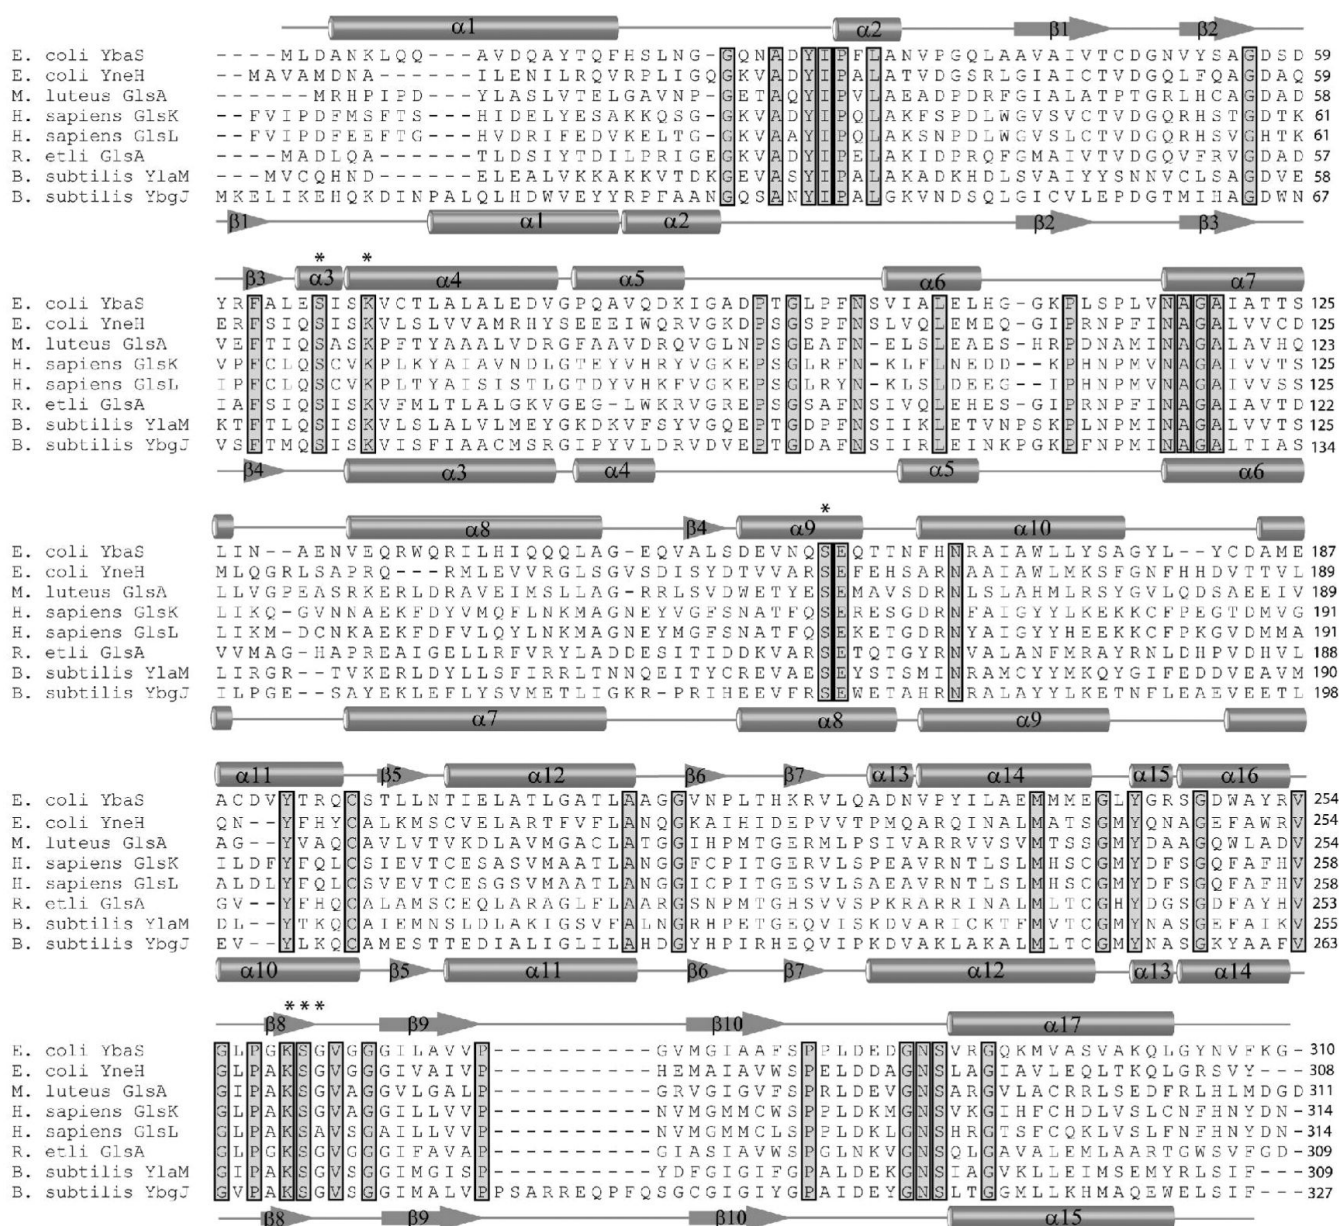 α1 α2 β1 β2
E. coli YbaS ----MLDANKLQQ---AVDQAYTQFHSLNG-GQNADYIPFLANVPGQLAAVAIVTCDGNVYSAGDSD 59
E. coli YneH --MAVAMDNA------ILENILRQVRPLIGQGKVADYIPALATVDGSRLGIAICTVDGQLFQAGDAQ 59
M. luteus GlsA ------MRHPIPD---YLASLVTELGAVNP-GETAQYIPVLAEADPDRFGIALATPTGRLHCAGDAD 58
H. sapiens GlsK --FVIPDFMSFTS---HIDELYESAKKQSG-GKVADYIPQLAKFSPDLWGVSVCTVDGQRHSTGDTK 61
H. sapiens GlsL --FVIPDFEEFTG---HVDRIFEDVKELTG-GKVAAYIPQLAKSNPDLWGVSLCTVDGQRHSVGHTK 61
R. etli GlsA ----MADLQA------TLDSIYTDILPRIGEGKVADYIPELAKIDPRQFGMAIVTVDGQVFRVGDAD 57
B. subtilis YlaM ----MVCQHND-----ELEALVKKAKKVTDKGEVASYIPALAKADKHDLSVAIYYSNNVCLSAGDVE 58
B. subtilis YbgJ MKELIKEHQKDINPALQLHDWVEYYRPFAANGQSANYIPALGKVNDSQLGICVLEPDGTMIHAGDWN 67
β1 α1 α2 β2 β3
* *
β3 α3 α4 α5 α6 α7
E. coli YbaS YRFALESISKVCTLALALEDVGPQAVQDKIGADPTGLPFNSVIALELHG-GKPLSPLVNAGAIATTS 125
E. coli YneH ERFSIQSISKVLSLVVAMRHYSEEEIWQRVGKDPSGSPFNSLVQLEMEQ-GIPRNPFINAGALVVCD 125
M. luteus GlsA VEFTIQSASKPFTYAAALVDRGFAAVDRQVGLNPSGEAFN-ELSLEAES-HRPDNAMINAGALAVHQ 123
H. sapiens GlsK VPFCLQSCVKPLKYAIAVNDLGTEYVHRYVGKEPSGLRFN-KLFLNEDD--KPHNPMVNAGAIVVTS 125
H. sapiens GlsL IPFCLQSCVKPLTYAISISTLGTDYVHKFVGKEPSGLRYN-KLSLDEEG--IPHNPMVNAGAIVVSS 125
R. etli GlsA IAFSIQSISKVFMLTLALGKVGEG-LWKRVGREPSGSAFNSIVQLEHES-GIPRNPFINAGAIAVTD 122
B. subtilis YlaM KTFTLQSISKVLSLALVLMEYGKDKVFSYVGQEPTGDPFNSIIKLETVNPSKPLNPMINAGALVVTS 125
B. subtilis YbgJ VSFTMQSISKVISFIAACMSRGIPYVLDRVDVEPTGDAFNSIIRLEINKPGKPFNPMINAGALTIAS 134
β4 α3 α4 α5 α6
*
α8 β4 α9 α10
E. coli YbaS LIN--AENVEQRWQRILHIQQQLAG-EQVALSDEVNQSEQTTNFHNRAIAWLLYSAGYL--YCDAME 187
E. coli YneH MLQGRLSAPRQ---RMLEVVRGLSGVSDISYDTVVARSEFEHSARNAAIAWLMKSFGNFHHDVTTVL 189
M. luteus GlsA LLVGPEASRKERLDRAVEIMSLLAG-RRLSVDWETYESEMAVSDRNLSLAHMLRSYGVLQDSAEEIV 189
H. sapiens GlsK LIKQ-GVNNAEKFDYVMQFLNKMAGNEYVGFSNATFQSERESGDRNFAIGYYLKEKKCFPEGTDMVG 191
H. sapiens GlsL LIKM-DCNKAEKFDFVLQYLNKMAGNEYMGFSNATFQSEKETGDRNYAIGYYHEEKKCFPKGVDMMA 191
R. etli GlsA VVMAG-HAPREAIGELLRFVRYLADDESITIDDKVARSETQTGYRNVALANFMRAYRNLDHPVDHVL 188
B. subtilis YlaM LIRGR--TVKERLDYLLSFIRRLTNNQEITYCREVAESEYSTSMINRAMCYYMKQYGIFEDDVEAVM 190
B. subtilis YbgJ ILPGE--SAYEKLEFLYSVMETLIGKR-PRIHEEVFRSEWETAHRNRALAYYLKETNFLEAEVEETL 198
α7 α8 α9
α11 β5 α12 β6 β7 α13 α14 α15 α16
E. coli YbaS ACDVYTRQCSTLLNTIELATLGATLAAGGVNPLTHKRVLQADNVPYILAEMMMEGLYGRSGDWAYRV 254
E. coli YneH QN--YFHYCALKMSCVELARTFVFLANQGKAIHIDEPVVTPMQARQINALMATSGMYQNAGEFAWRV 254
M. luteus GlsA AG--YVAQCAVLVTVKDLAVMGACLATGGIHPMTGERMLPSIVARRVVSVMTSSGMYDAAGQWLADV 254
H. sapiens GlsK ILDFYFQLCSIEVTCESASVMAATLANGGFCPITGERVLSPEAVRNTLSLMHSCGMYDFSGQFAFHV 258
H. sapiens GlsL ALDLYFQLCSVEVTCESGSVMAATLANGGICPITGESVLSAEAVRNTLSLMHSCGMYDFSGQFAFHV 258
R. etli GlsA GV--YFHQCALAMSCEQLARAGLFLAARGSNPMTGHSVVSPKRARRINALMLTCGHYDGSGDFAYHV 253
B. subtilis YlaM DL--YTKQCAIEMNSLDLAKIGSVFALNGRHPETGEQVISKDVARICKTFMVTCGMYNASGEFAIKV 255
B. subtilis YbgJ EV--YLKQCAMESTTEDIALIGLILAHDGYHPIRHEQVIPKDVAKLAKALMLTCGMYNASGKYAAFV 263
α10 β5 α11 β6 β7 α12 α13 α14
***
β8 β9 β10 α17
E. coli YbaS GLPGKSGVGGGILAVVP-----------GVMGIAAFSPPLDEDGNSVRGQKMVASVAKQLGYNVFKG- 310
E. coli YneH GLPAKSGVGGGIVAIVP-----------HEMAIAVWSPELDDAGNSLAGIAVLEQLTKQLGRSVY--- 308
M. luteus GlsA GIPAKSGVAGGVLGALP-----------GRVGIGVFSPRLDEVGNSARGVLACRRLSEDFRLHLMDGD 311
H. sapiens GlsK GLPAKSGVAGGILLVVP-----------NVMGMMCWSPPLDKMGNSVKGIHFCHDLVSLCNFHNYDN- 314
H. sapiens GlsL GLPAKSAVSGAILLVVP-----------NVMGMMCLSPPLDKLGNSHRGTSFCQKLVSLFNFHNYDN- 314
R. etli GlsA GLPGKSGVGGGIFAVAP-----------GIASIAVWSPGLNKVGNSQLGAVALEMLAARTGWSVFGD- 309
B. subtilis YlaM GIPAKSGVSGGIMGISP-----------YDFGIGIFGPALDEKGNSIAGVKLLEIMSEMYRLSIF--- 309
B. subtilis YbgJ GVPAKSGVSGGIMALVPPSARREQPFQSGCGIGIYGPAIDEYGNSLTGGMLLKHMAQEWELSIF--- 327
β8 β9 β10 α15